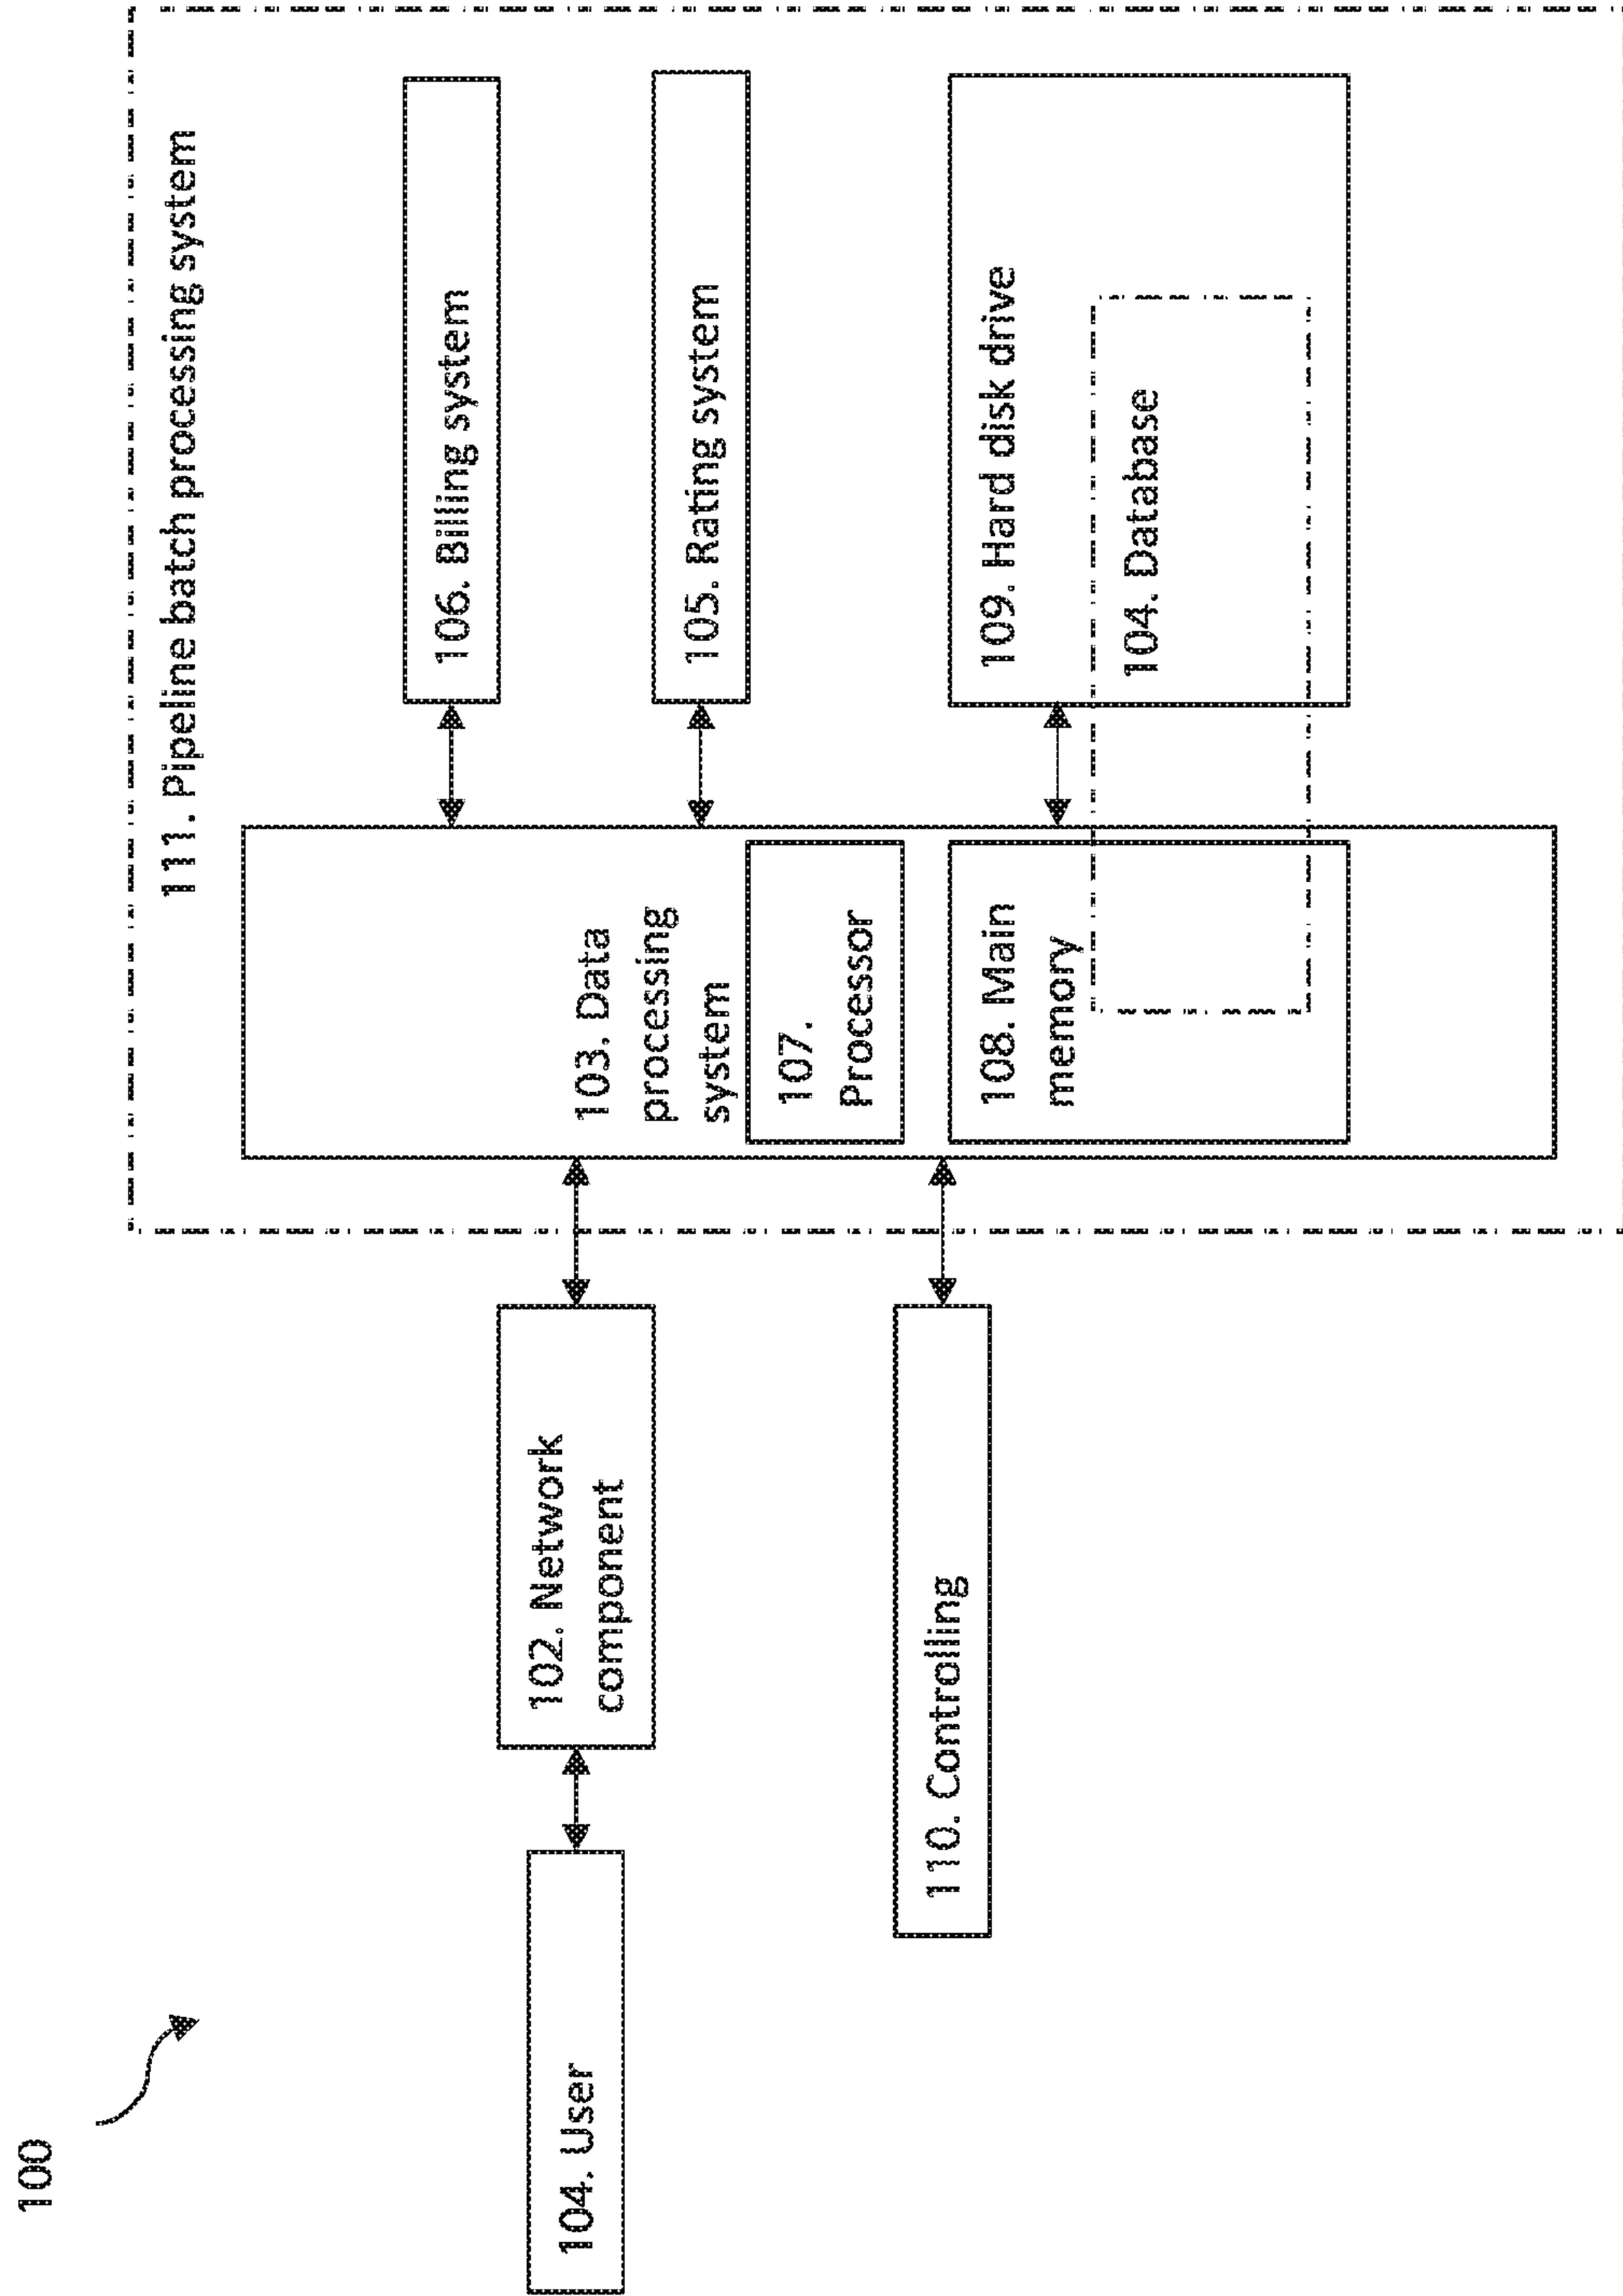 100
111. Pipeline batch processing system
104. User
102. Network
component
103. Data
processing
system
106. Billing system
105. Rating system
107.
Processor
110. Controlling
108. Main
memory
109. Hard disk drive
104. Database